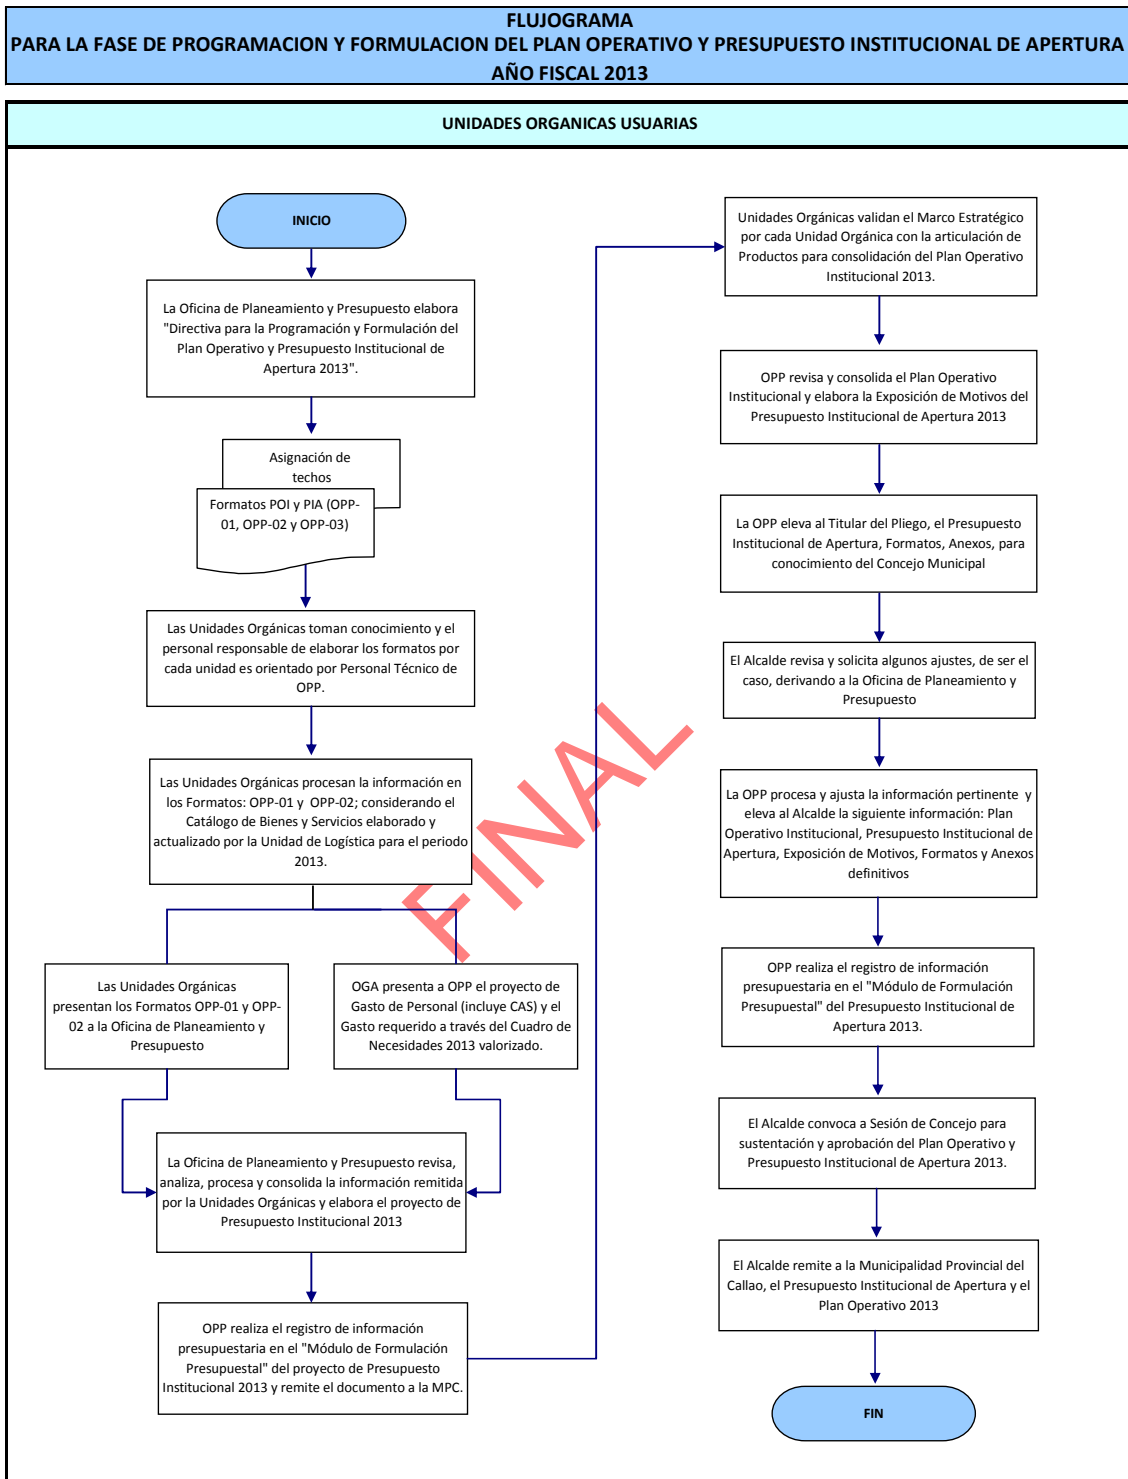 FLUJOGRAMA
PARA LA FASE DE PROGRAMACION Y FORMULACION DEL PLAN OPERATIVO Y PRESUPUESTO INSTITUCIONAL DE APERTURA
AÑO FISCAL 2013
UNIDADES ORGANICAS USUARIAS
INICIO
La Oficina de Planeamiento y Presupuesto elabora
"Directiva para la Programación y Formulación del
Plan Operativo y Presupuesto Institucional de
Apertura 2013".
Asignación de
techos
Formatos POI y PIA (OPP-
01, OPP-02 y OPP-03)
Las Unidades Orgánicas toman conocimiento y el
personal responsable de elaborar los formatos por
cada unidad es orientado por Personal Técnico de
OPP.
Las Unidades Orgánicas procesan la información en
los Formatos: OPP-01 y OPP-02; considerando el
Catálogo de Bienes y Servicios elaborado y
actualizado por la Unidad de Logística para el periodo
2013.
Las Unidades Orgánicas
presentan los Formatos OPP-01 y OPP-
02 a la Oficina de Planeamiento y
Presupuesto
OGA presenta a OPP el proyecto de
Gasto de Personal (incluye CAS) y el
Gasto requerido a través del Cuadro de
Necesidades 2013 valorizado.
La Oficina de Planeamiento y Presupuesto revisa,
analiza, procesa y consolida la información remitida
por la Unidades Orgánicas y elabora el proyecto de
Presupuesto Institucional 2013
OPP realiza el registro de información
presupuestaria en el "Módulo de Formulación
Presupuestal" del proyecto de Presupuesto
Institucional 2013 y remite el documento a la MPC.
Unidades Orgánicas validan el Marco Estratégico
por cada Unidad Orgánica con la articulación de
Productos para consolidación del Plan Operativo
Institucional 2013.
OPP revisa y consolida el Plan Operativo
Institucional y elabora la Exposición de Motivos del
Presupuesto Institucional de Apertura 2013
La OPP eleva al Titular del Pliego, el Presupuesto
Institucional de Apertura, Formatos, Anexos, para
conocimiento del Concejo Municipal
El Alcalde revisa y solicita algunos ajustes, de ser el
caso, derivando a la Oficina de Planeamiento y
Presupuesto
La OPP procesa y ajusta la información pertinente y
eleva al Alcalde la siguiente información: Plan
Operativo Institucional, Presupuesto Institucional de
Apertura, Exposición de Motivos, Formatos y Anexos
definitivos
OPP realiza el registro de información
presupuestaria en el "Módulo de Formulación
Presupuestal" del Presupuesto Institucional de
Apertura 2013.
El Alcalde convoca a Sesión de Concejo para
sustentación y aprobación del Plan Operativo y
Presupuesto Institucional de Apertura 2013.
El Alcalde remite a la Municipalidad Provincial del
Callao, el Presupuesto Institucional de Apertura y el
Plan Operativo 2013
FIN
FINAL